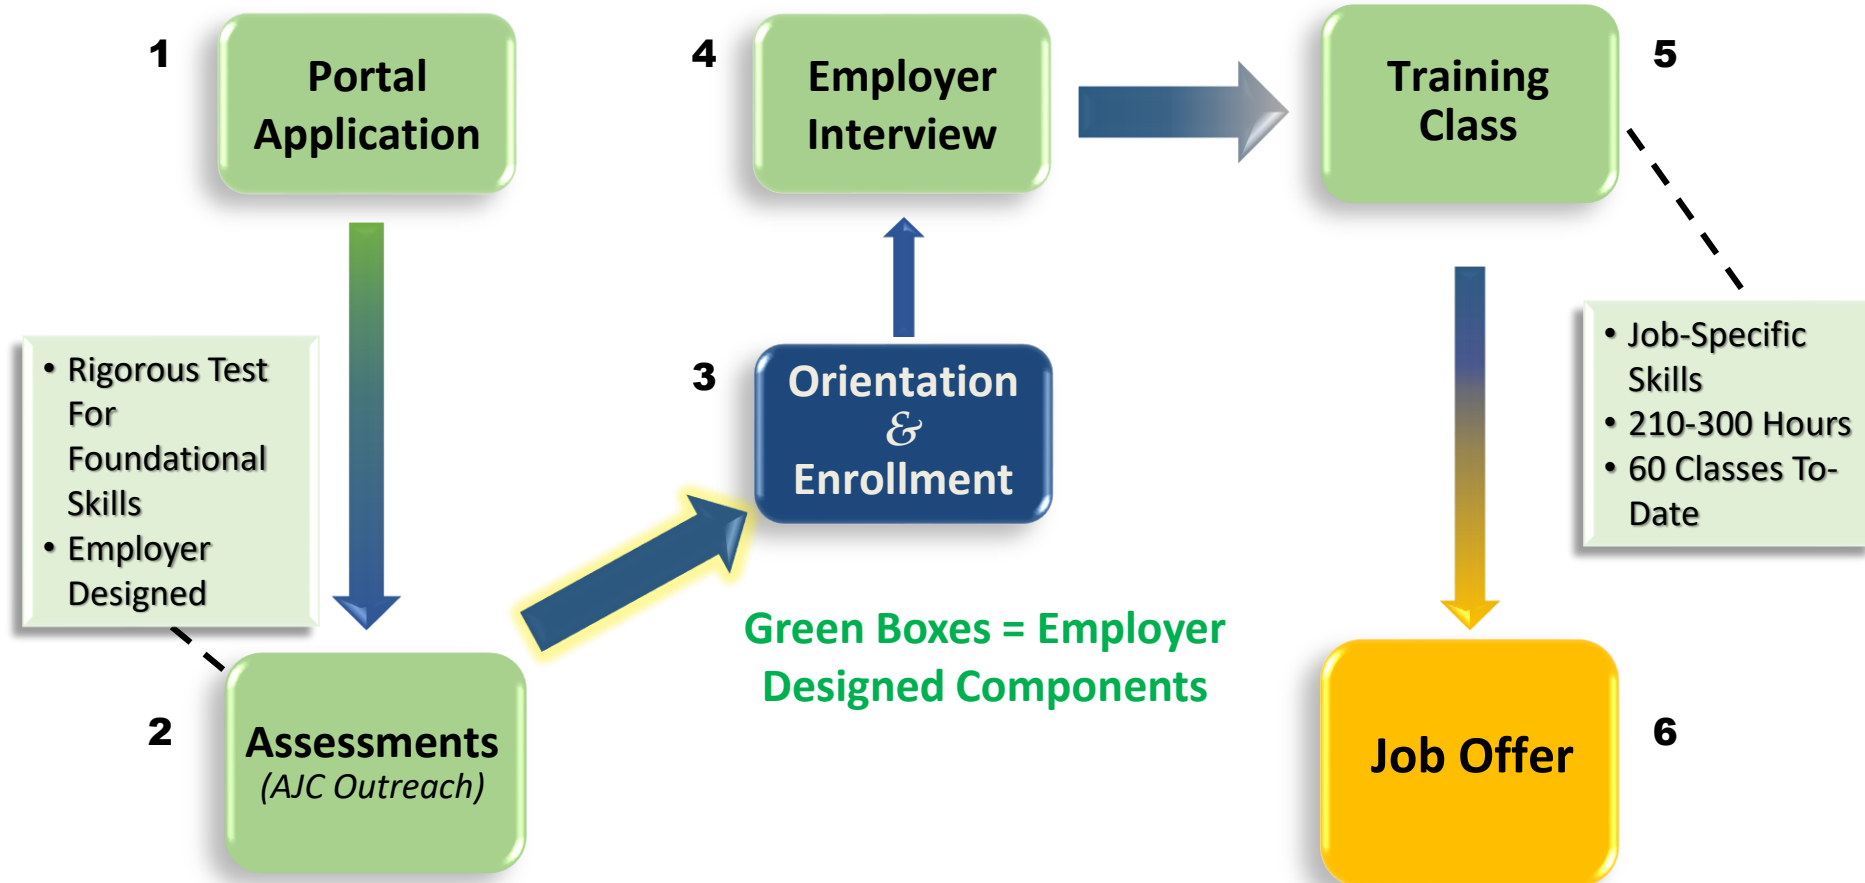 1
Portal
Application
• Rigorous Test
For
Foundational
Skills
• Employer
Designed
2
Assessments
(AJC Outreach)
3
Orientation
&
Enrollment
4
Employer
Interview
Green Boxes = Employer
Designed Components
5
Training
Class
• Job-Specific
Skills
• 210-300 Hours
• 60 Classes To-
Date
6
Job Offer